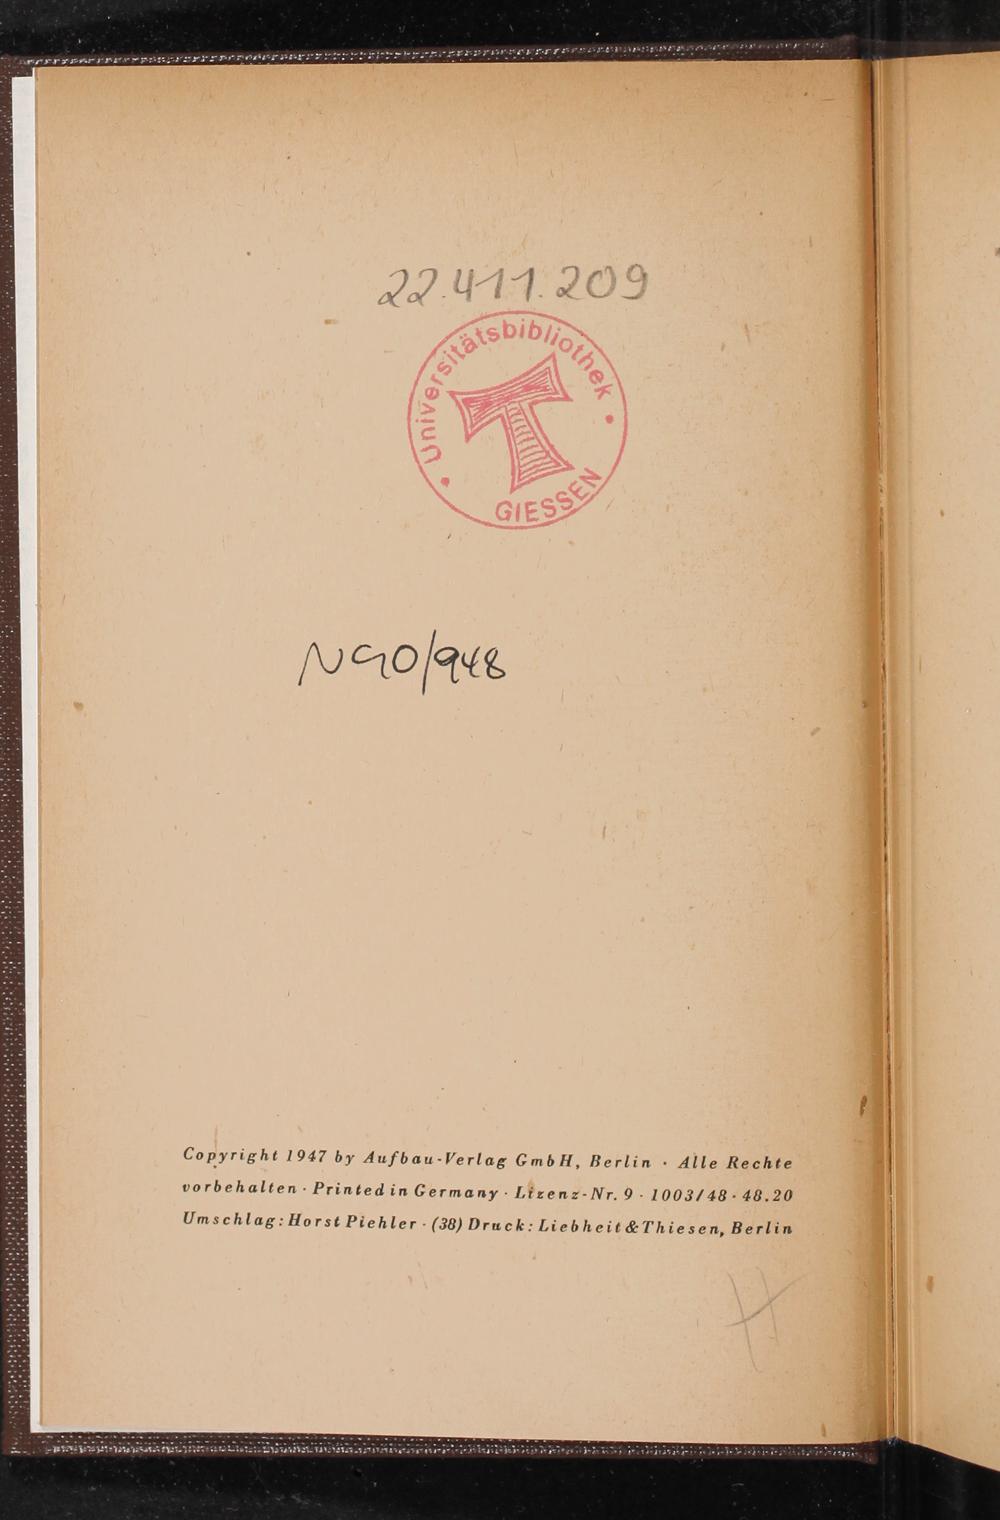 22.411.209
Universitätsbibliothek
GIESSEN
N90/948
Copyright 1947 by Aufbau-Verlag GmbH, Berlin · Alle Rechte
vorbehalten · Printed in Germany · Lizenz-Nr. 9 · 1003/48 - 48.20
Umschlag: Horst Piehler · (38) Druck: Liebheit & Thiesen, Berlin
H